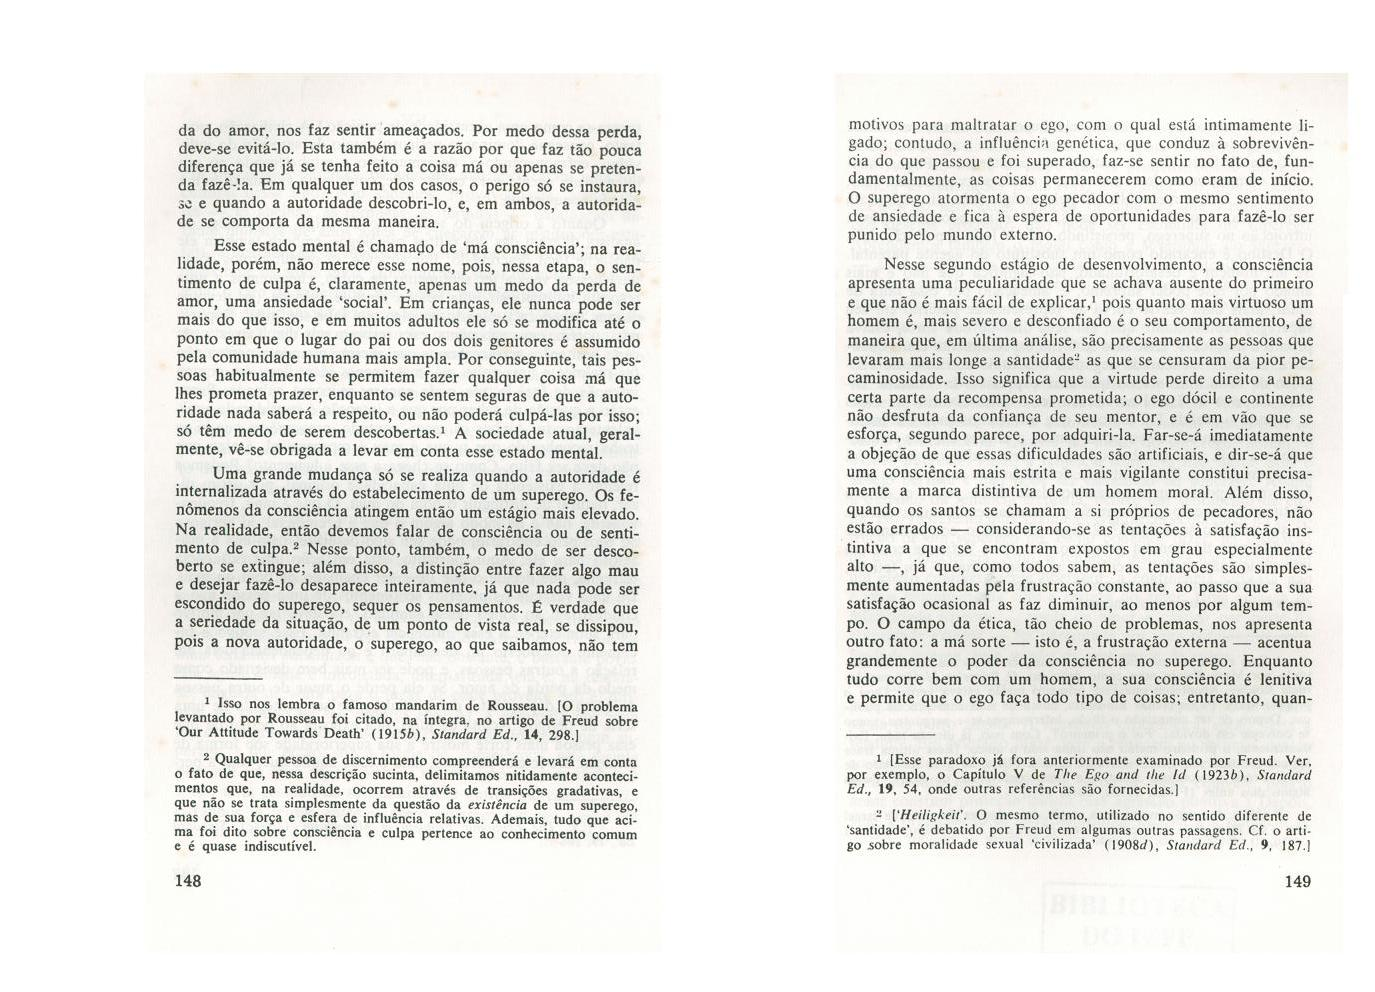 da do amor, nos faz sentir ameaçados. Por medo dessa perda,
deve-se evitá-lo. Esta também é a razão por que faz tão pouca
diferença que já se tenha feito a coisa má ou apenas se preten-
da fazê-la. Em qualquer um dos casos, o perigo só se instaura,
se e quando a autoridade descobri-lo, e, em ambos, a autorida-
de se comporta da mesma maneira.
Esse estado mental é chamado de ‘má consciência’; na rea-
lidade, porém, não merece esse nome, pois, nessa etapa, o sen-
timento de culpa é, claramente, apenas um medo da perda de
amor, uma ansiedade ‘social’. Em crianças, ele nunca pode ser
mais do que isso, e em muitos adultos ele só se modifica até o
ponto em que o lugar do pai ou dos dois genitores é assumido
pela comunidade humana mais ampla. Por conseguinte, tais pes-
soas habitualmente se permitem fazer qualquer coisa má que
lhes prometa prazer, enquanto se sentem seguras de que a auto-
ridade nada saberá a respeito, ou não poderá culpá-las por isso;
só têm medo de serem descobertas.¹ A sociedade atual, geral-
mente, vê-se obrigada a levar em conta esse estado mental.
Uma grande mudança só se realiza quando a autoridade é
internalizada através do estabelecimento de um superego. Os fe-
nômenos da consciência atingem então um estágio mais elevado.
Na realidade, então devemos falar de consciência ou de senti-
mento de culpa.² Nesse ponto, também, o medo de ser desco-
berto se extingue; além disso, a distinção entre fazer algo mau
e desejar fazê-lo desaparece inteiramente, já que nada pode ser
escondido do superego, sequer os pensamentos. É verdade que
a seriedade da situação, de um ponto de vista real, se dissipou,
pois a nova autoridade, o superego, ao que saibamos, não tem
¹ Isso nos lembra o famoso mandarim de Rousseau. [O problema
levantado por Rousseau foi citado, na íntegra, no artigo de Freud sobre
‘Our Attitude Towards Death’ (1915b), Standard Ed., 14, 298.]
² Qualquer pessoa de discernimento compreenderá e levará em conta
o fato de que, nessa descrição sucinta, delimitamos nitidamente aconteci-
mentos que, na realidade, ocorrem através de transições gradativas, e
que não se trata simplesmente da questão da existência de um superego,
mas de sua força e esfera de influência relativas. Ademais, tudo que aci-
ma foi dito sobre consciência e culpa pertence ao conhecimento comum
e é quase indiscutível.
148
motivos para maltratar o ego, com o qual está intimamente li-
gado; contudo, a influência genética, que conduz à sobrevivên-
cia do que passou e foi superado, faz-se sentir no fato de, fun-
damentalmente, as coisas permanecerem como eram de início.
O superego atormenta o ego pecador com o mesmo sentimento
de ansiedade e fica à espera de oportunidades para fazê-lo ser
punido pelo mundo externo.
Nesse segundo estágio de desenvolvimento, a consciência
apresenta uma peculiaridade que se achava ausente do primeiro
e que não é mais fácil de explicar,¹ pois quanto mais virtuoso um
homem é, mais severo e desconfiado é o seu comportamento, de
maneira que, em última análise, são precisamente as pessoas que
levaram mais longe a santidade² as que se censuram da pior pe-
caminosidade. Isso significa que a virtude perde direito a uma
certa parte da recompensa prometida; o ego dócil e continente
não desfruta da confiança de seu mentor, e é em vão que se
esforça, segundo parece, por adquiri-la. Far-se-á imediatamente
a objeção de que essas dificuldades são artificiais, e dir-se-á que
uma consciência mais estrita e mais vigilante constitui precisa-
mente a marca distintiva de um homem moral. Além disso,
quando os santos se chamam a si próprios de pecadores, não
estão errados — considerando-se as tentações à satisfação ins-
tintiva a que se encontram expostos em grau especialmente
alto —, já que, como todos sabem, as tentações são simples-
mente aumentadas pela frustração constante, ao passo que a sua
satisfação ocasional as faz diminuir, ao menos por algum tem-
po. O campo da ética, tão cheio de problemas, nos apresenta
outro fato: a má sorte — isto é, a frustração externa — acentua
grandemente o poder da consciência no superego. Enquanto
tudo corre bem com um homem, a sua consciência é lenitiva
e permite que o ego faça todo tipo de coisas; entretanto, quan-
¹ [Esse paradoxo já fora anteriormente examinado por Freud. Ver,
por exemplo, o Capítulo V de The Ego and the Id (1923b), Standard
Ed., 19, 54, onde outras referências são fornecidas.]
² [‘Heiligkeit’. O mesmo termo, utilizado no sentido diferente de
‘santidade’, é debatido por Freud em algumas outras passagens. Cf. o arti-
go sobre moralidade sexual ‘civilizada’ (1908d), Standard Ed., 9, 187.]
149